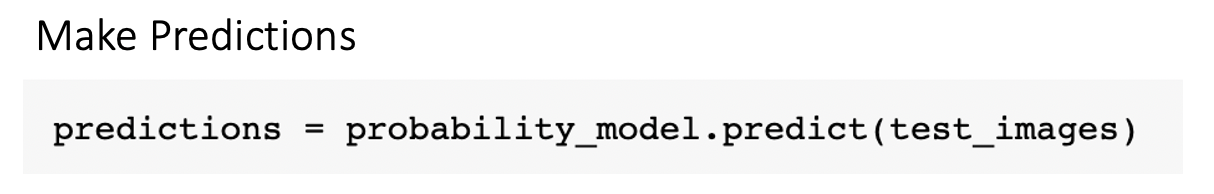 Make Predictions
predictions = probability_model.predict(test_images)